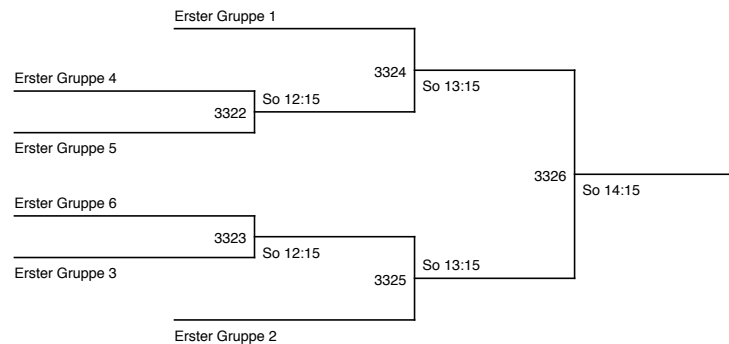 Erster Gruppe 1
3324
So 13:15
Erster Gruppe 4
So 12:15
3322
Erster Gruppe 5
3326
So 14:15
Erster Gruppe 6
3323
So 12:15
Erster Gruppe 3
So 13:15
3325
Erster Gruppe 2